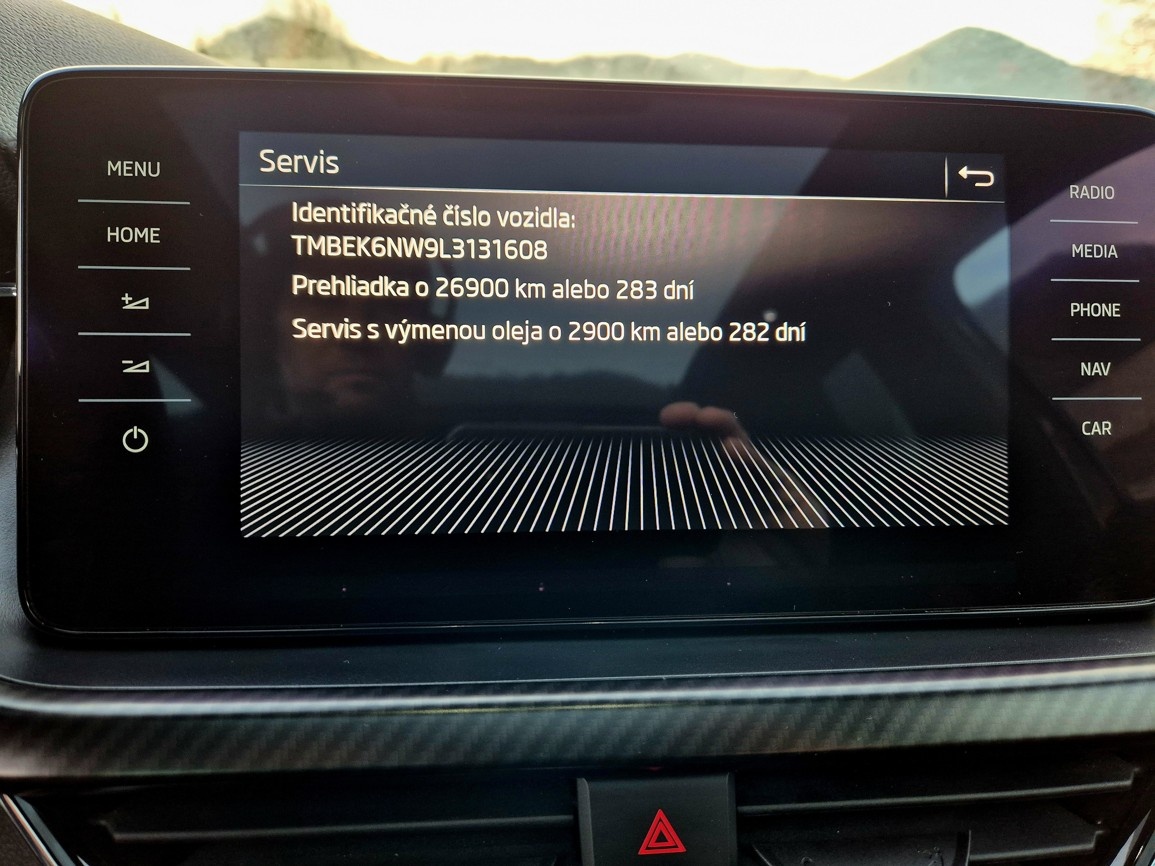 Servis
Identifikačné číslo vozidla:
TMBEK6NW9L3131608
Prehliadka o 26900 km alebo 283 dní
Servis s výmenou oleja o 2900 km alebo 282 dní
MENU
HOME
RADIO
MEDIA
PHONE
NAV
CAR